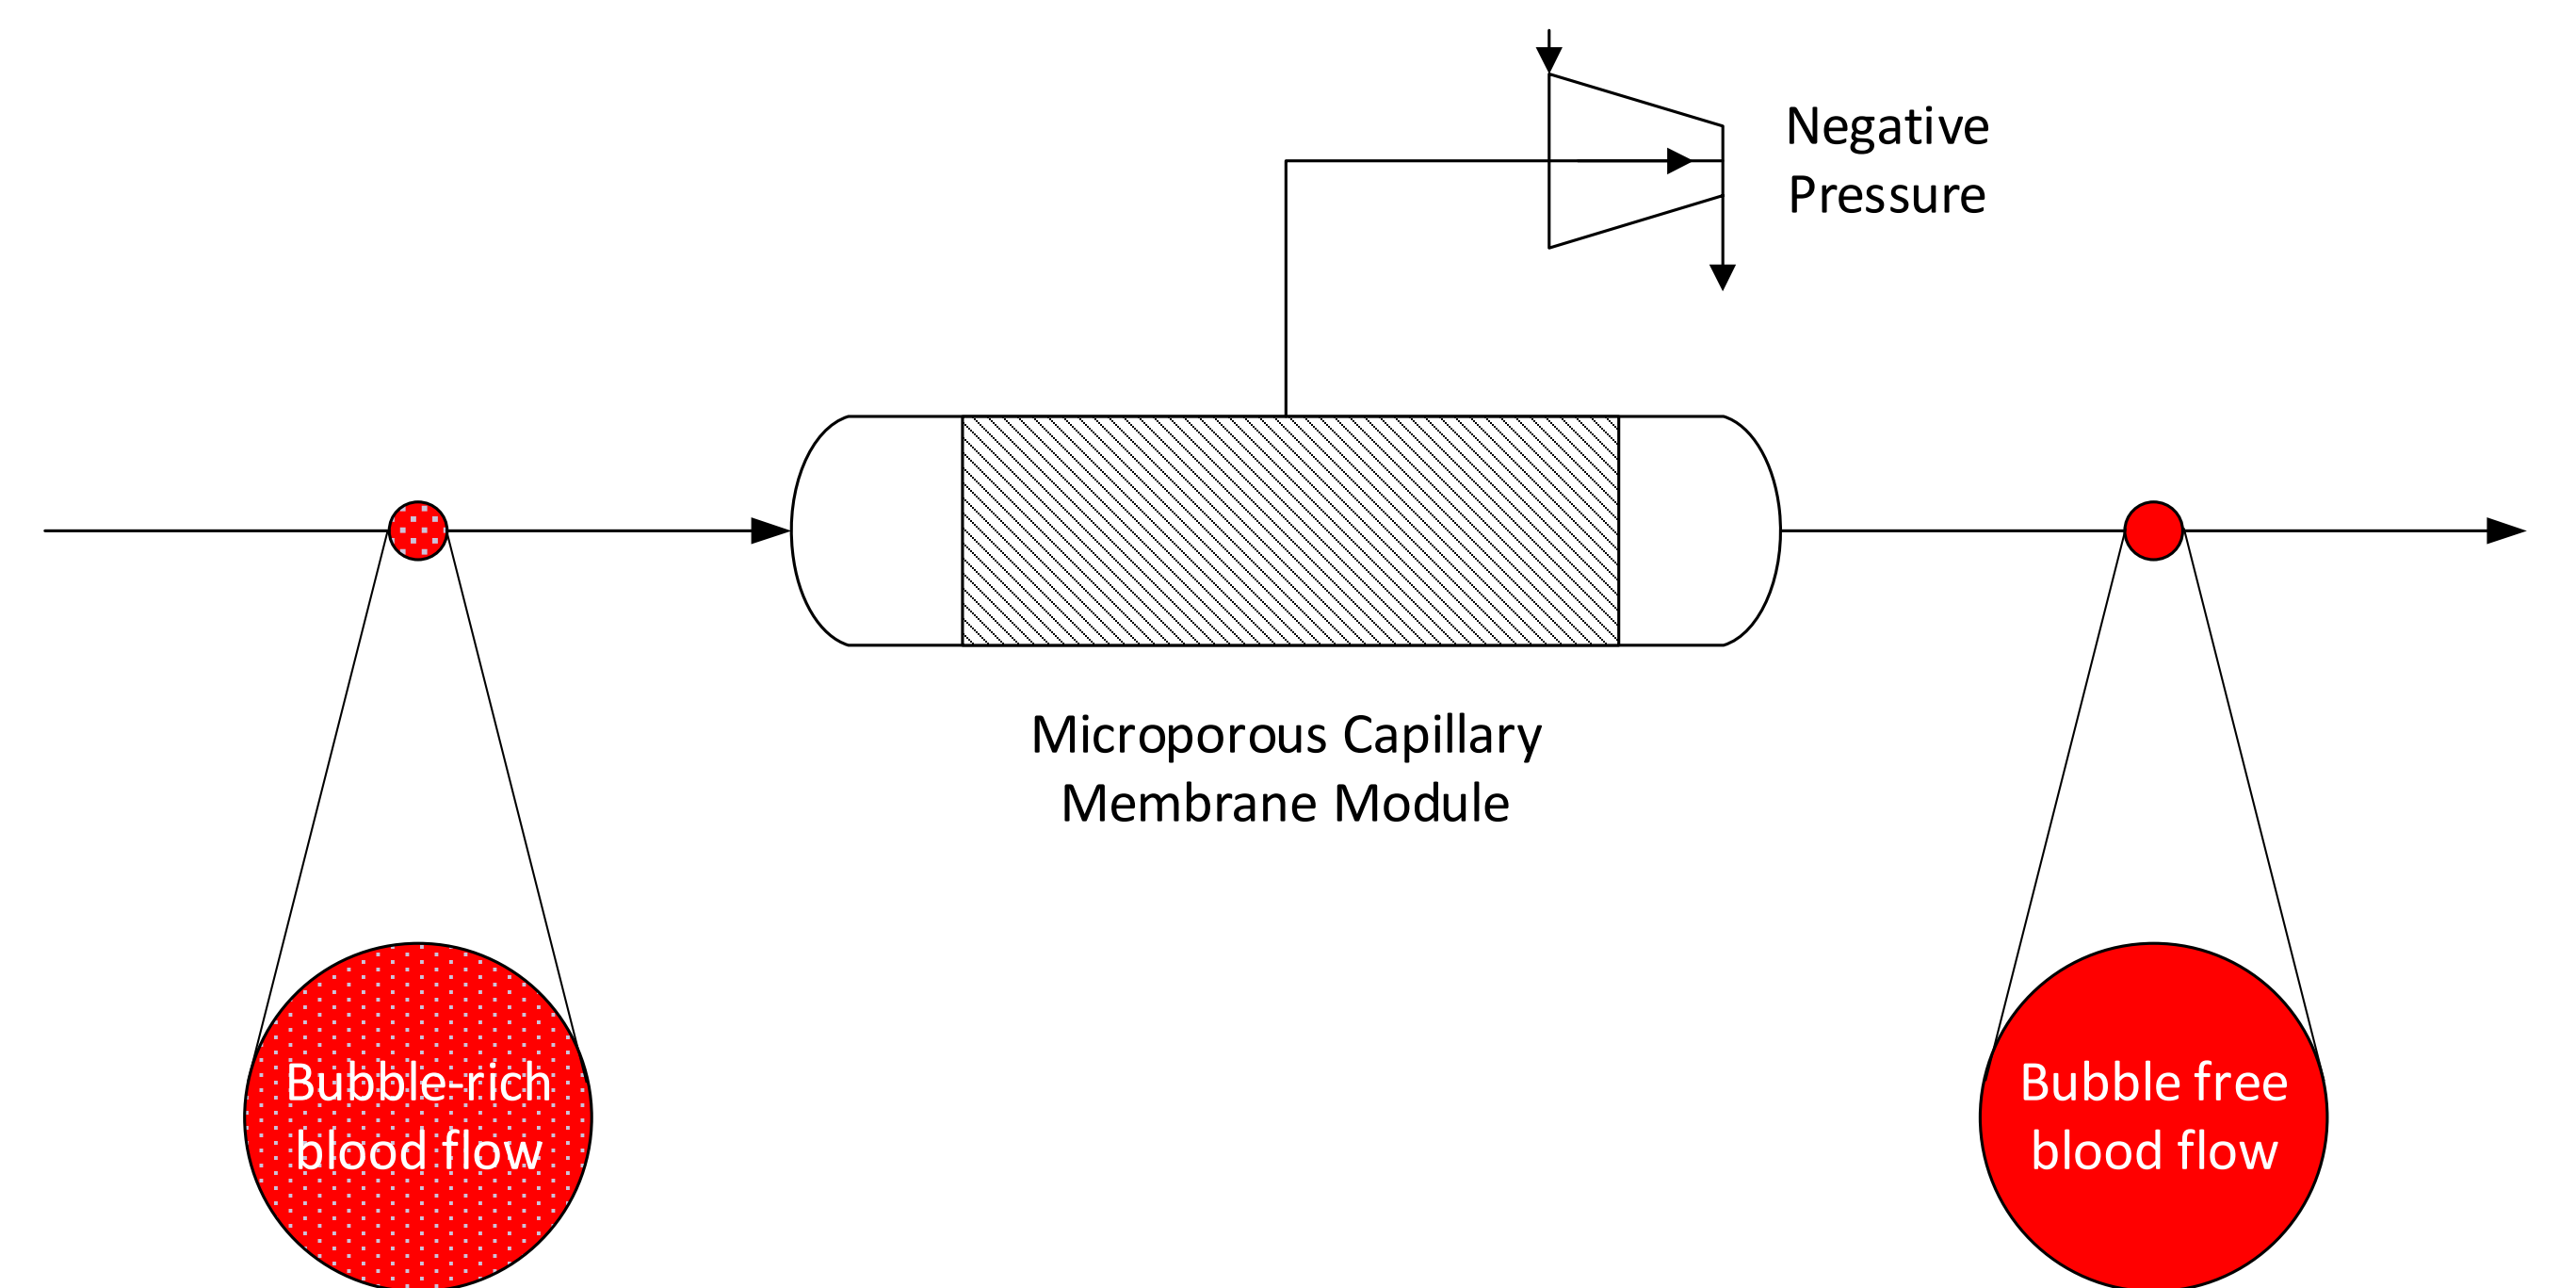 Negative
Pressure
Microporous Capillary
Membrane Module
Bubble-rich
blood flow
Bubble free
blood flow